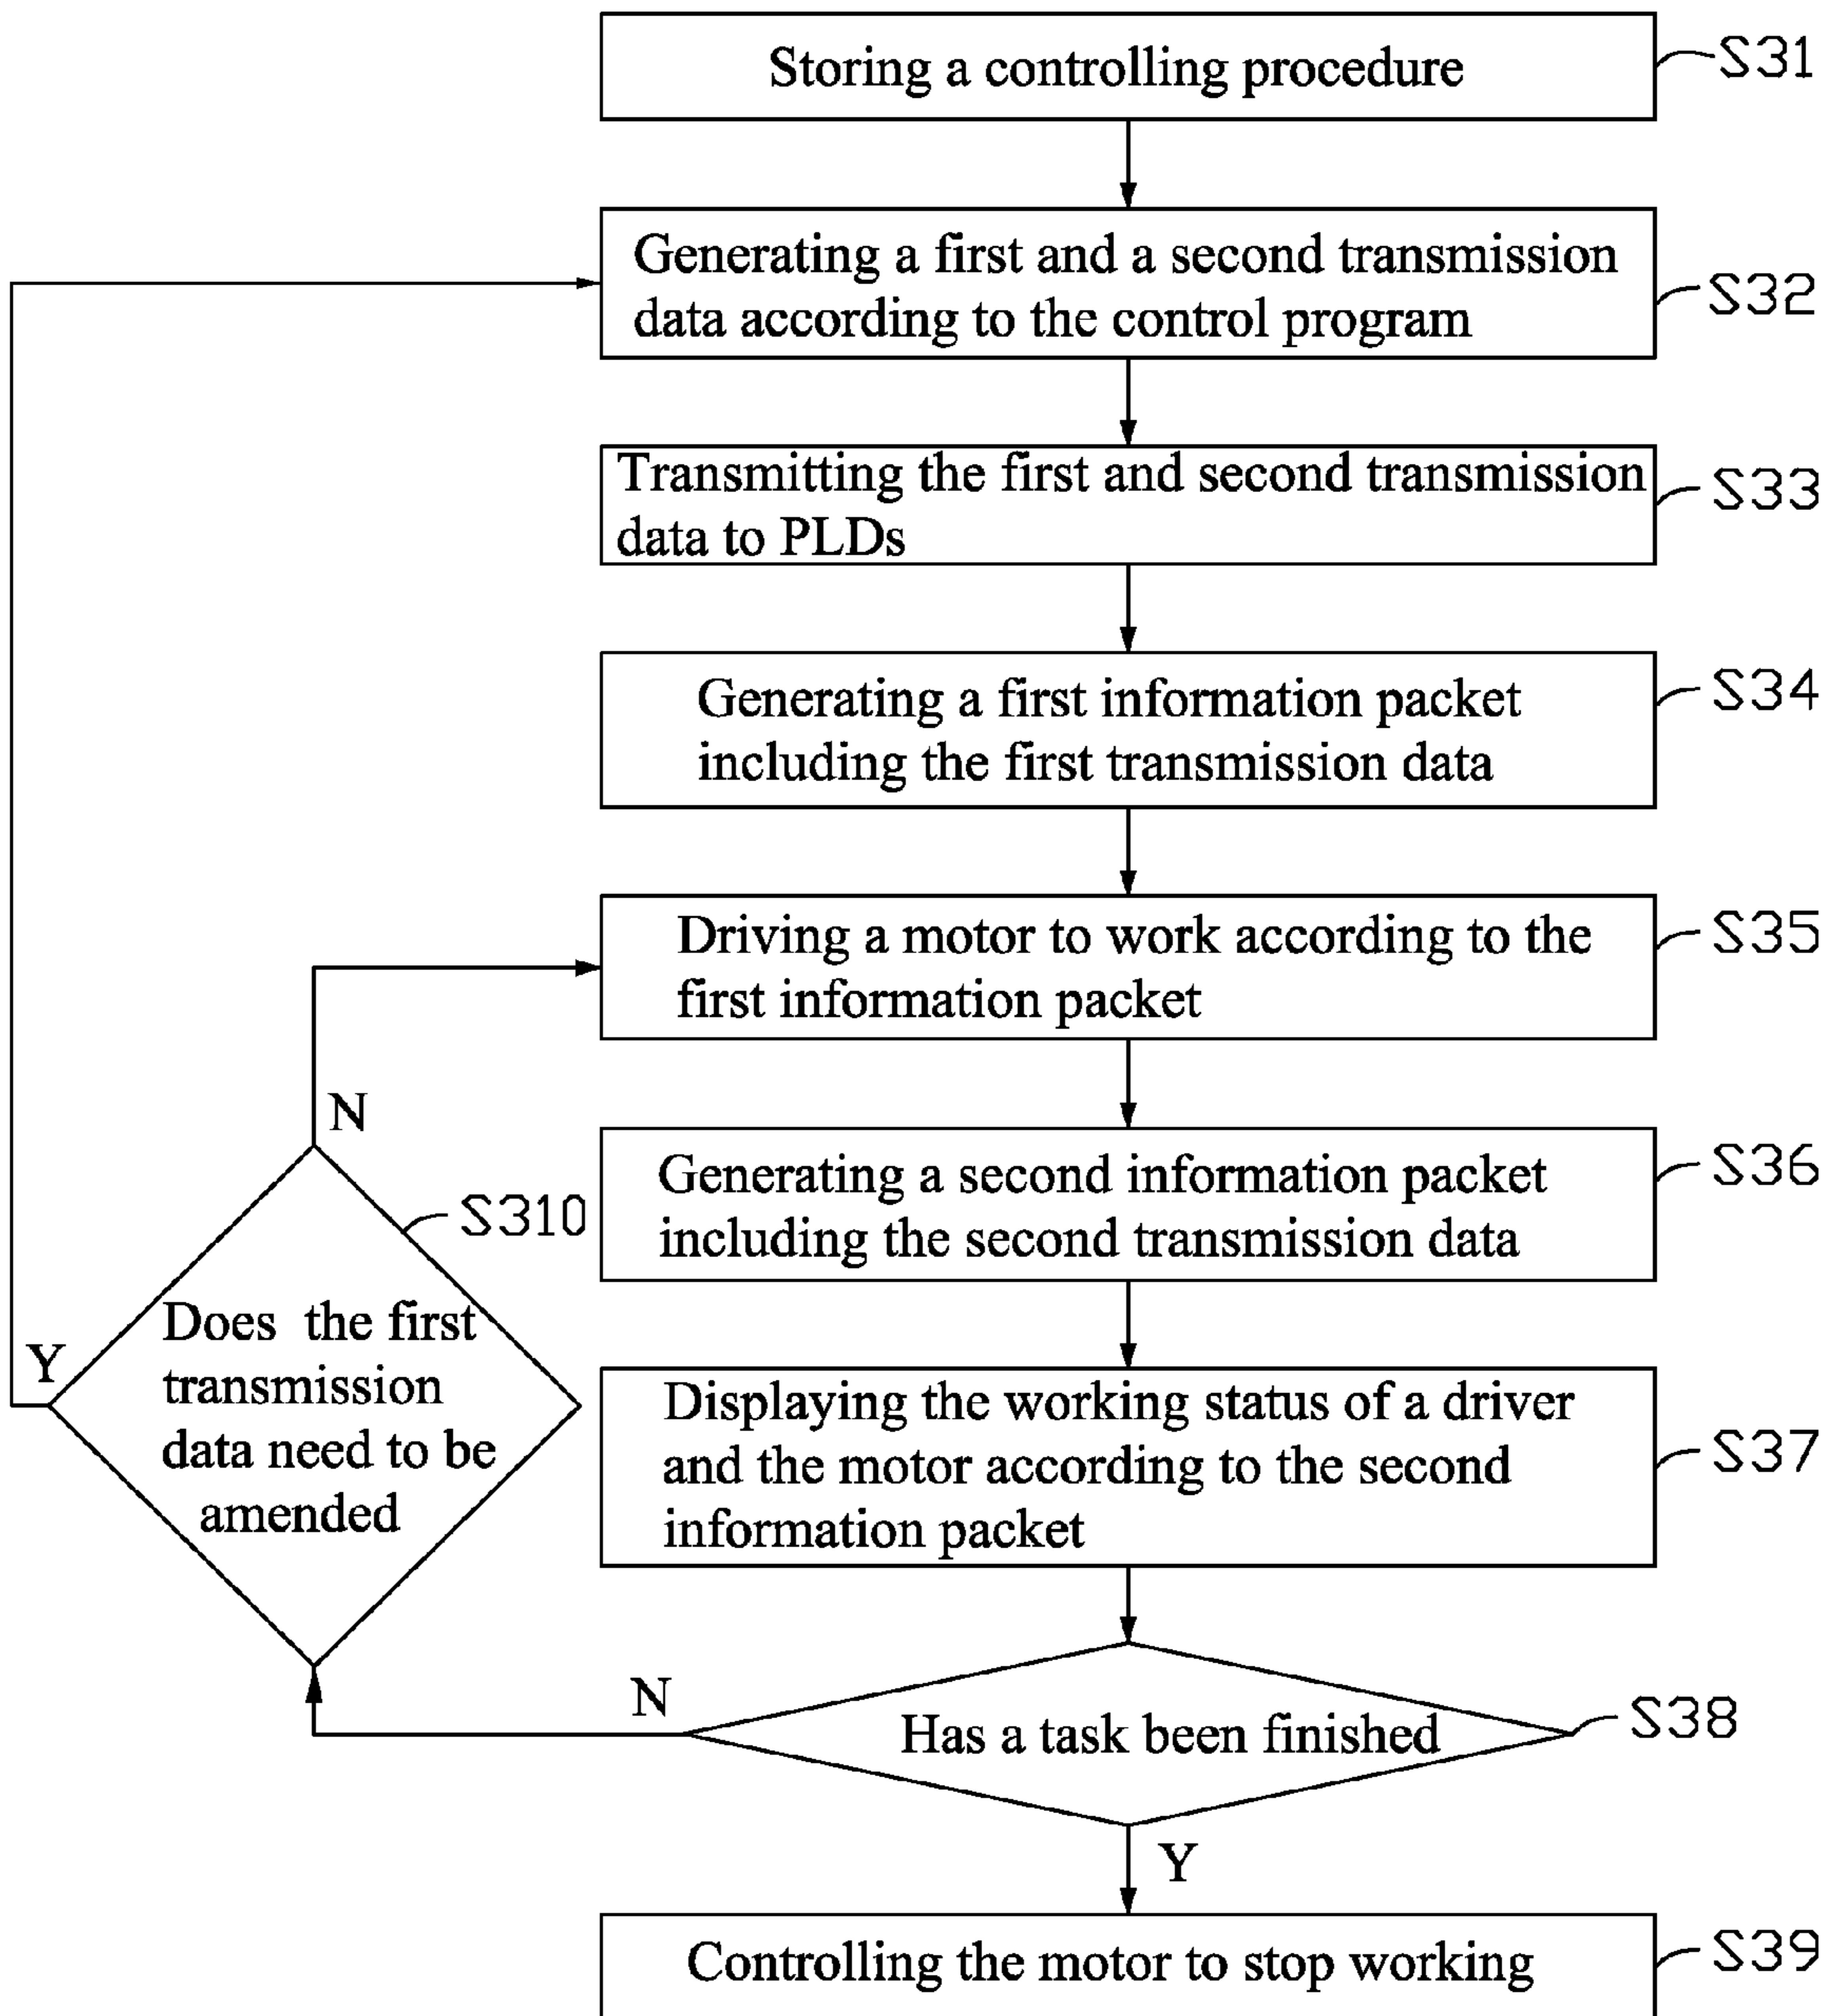 Storing a controlling procedure
S31
Generating a first and a second transmission
data according to the control program
S32
Transmitting the first and second transmission
data to PLDs
S33
Generating a first information packet
including the first transmission data
S34
Driving a motor to work according to the
first information packet
S35
N
Generating a second information packet
including the second transmission data
S36
S310
Does the first
transmission
data need to be
amended
Y
Displaying the working status of a driver
and the motor according to the second
information packet
S37
N
Has a task been finished
S38
Y
Controlling the motor to stop working
S39